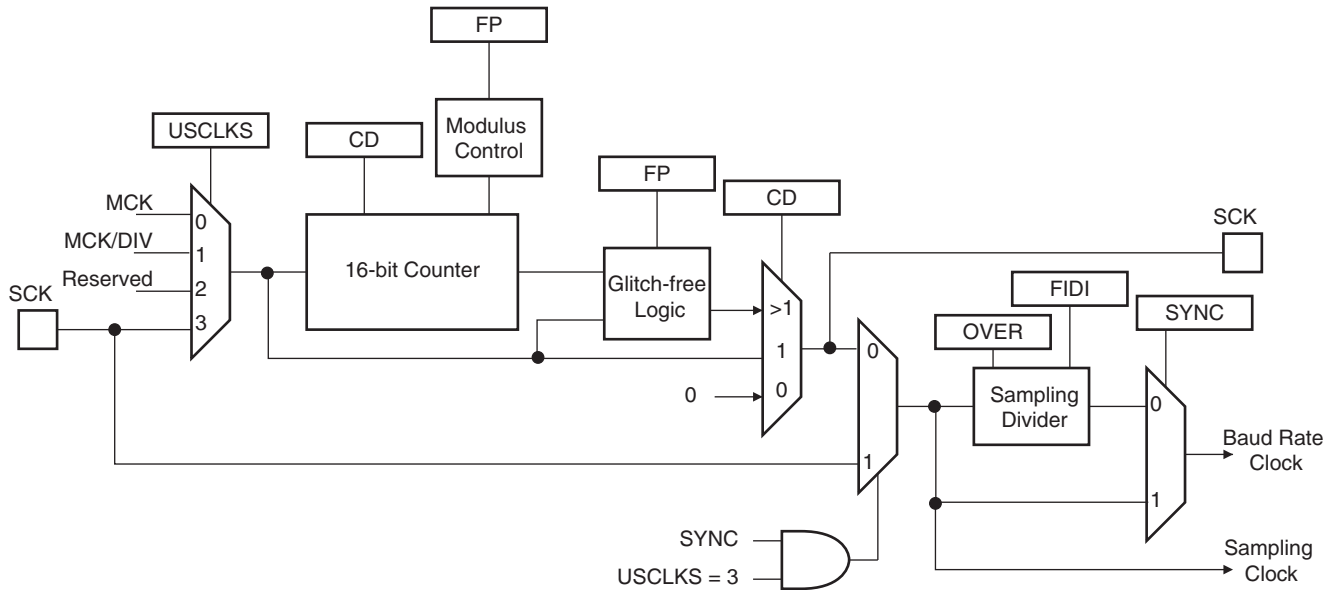 FP
USCLKS
CD
Modulus
Control
FP
CD
MCK
0
MCK/DIV
1
Reserved
2
SCK
3
16-bit Counter
Glitch-free
Logic
>1
1
0
0
SCK
FIDI
OVER
SYNC
0
1
Sampling
Divider
0
1
Baud Rate
Clock
SYNC
USCLKS = 3
Sampling
Clock